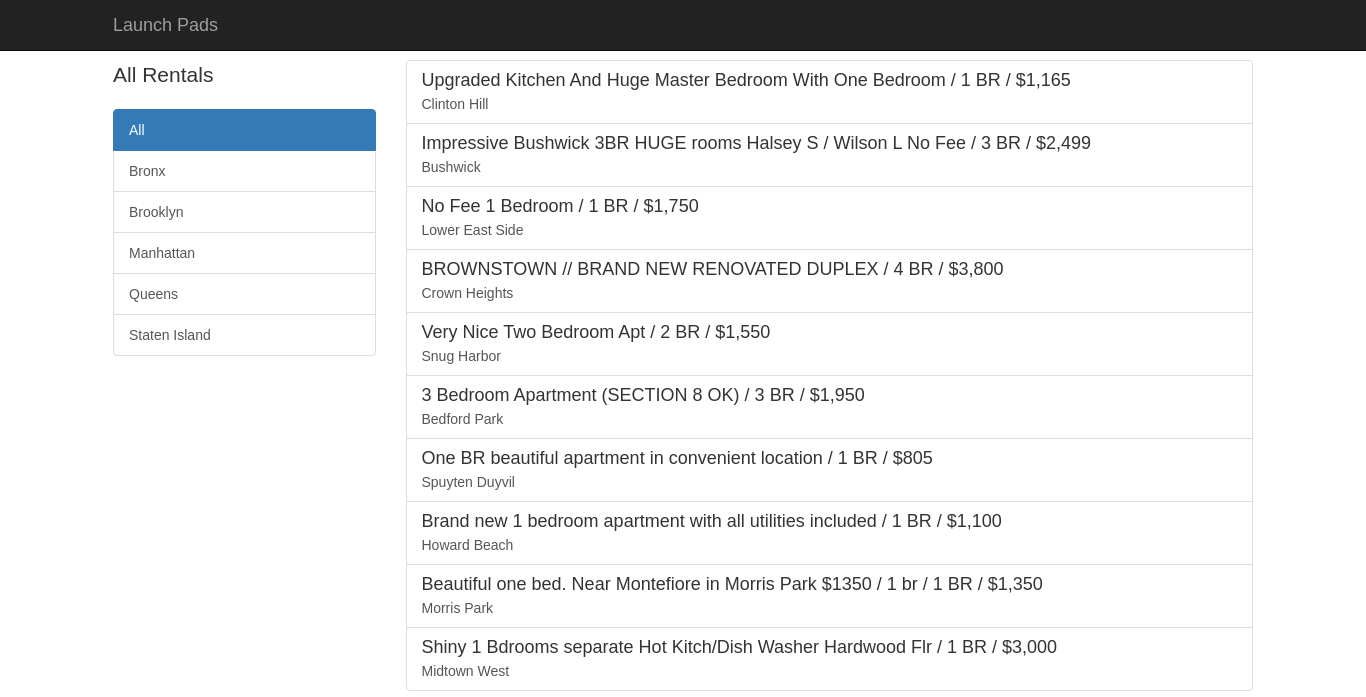 Launch Pads
All Rentals
All
Bronx
Brooklyn
Manhattan
Queens
Staten Island
Upgraded Kitchen And Huge Master Bedroom With One Bedroom / 1 BR / $1,165
Clinton Hill
Impressive Bushwick 3BR HUGE rooms Halsey S / Wilson L No Fee / 3 BR / $2,499
Bushwick
No Fee 1 Bedroom / 1 BR / $1,750
Lower East Side
BROWNSTOWN // BRAND NEW RENOVATED DUPLEX / 4 BR / $3,800
Crown Heights
Very Nice Two Bedroom Apt / 2 BR / $1,550
Snug Harbor
3 Bedroom Apartment (SECTION 8 OK) / 3 BR / $1,950
Bedford Park
One BR beautiful apartment in convenient location / 1 BR / $805
Spuyten Duyvil
Brand new 1 bedroom apartment with all utilities included / 1 BR / $1,100
Howard Beach
Beautiful one bed. Near Montefiore in Morris Park $1350 / 1 br / 1 BR / $1,350
Morris Park
Shiny 1 Bdrooms separate Hot Kitch/Dish Washer Hardwood Flr / 1 BR / $3,000
Midtown West